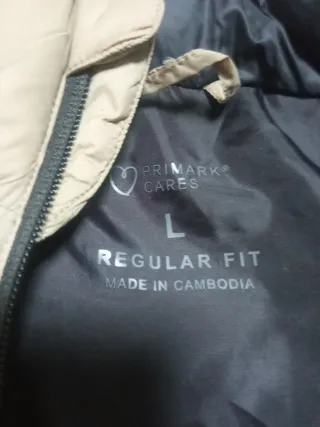 PRIMARK®
CARES
L
REGULAR FIT
MADE IN CAMBODIA